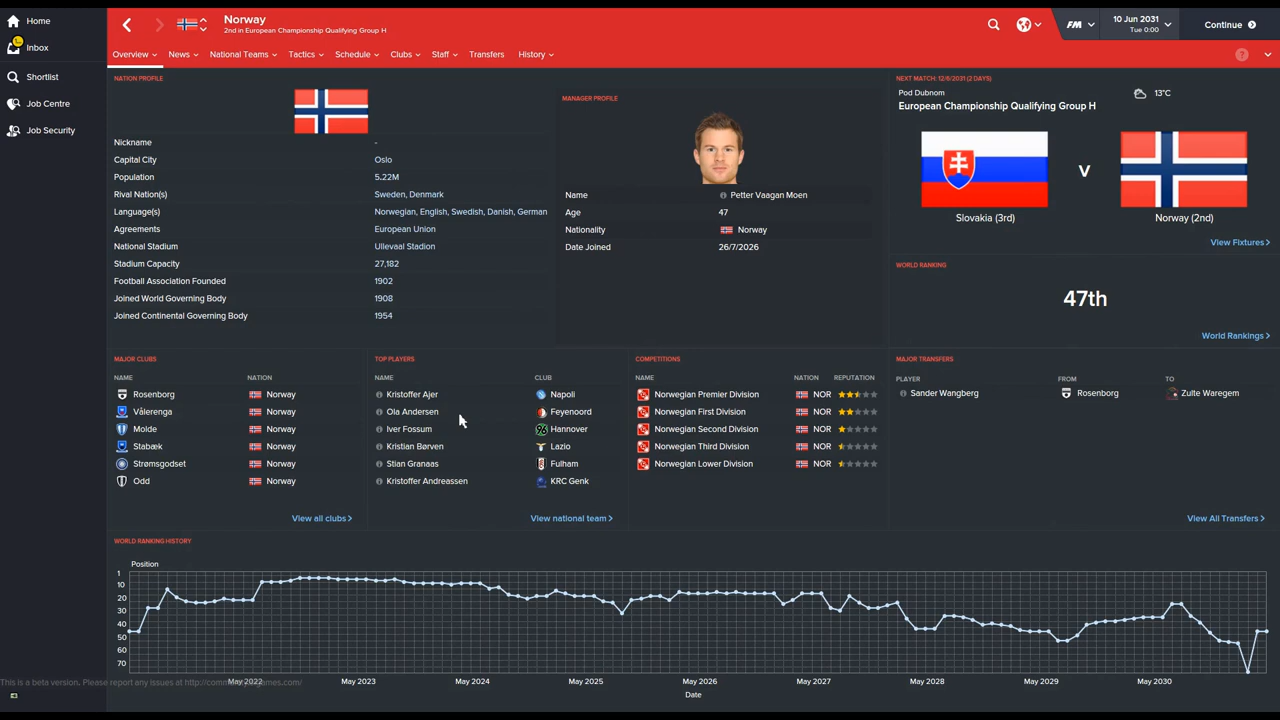 Home
Inbox
Shortlist
Job Centre
Job Security
Norway
2nd in European Championship Qualifying Group H
FM
10 Jun 2031
Tue 0:00
Continue
Overview
News
National Teams
Tactics
Schedule
Clubs
Staff
Transfers
History
?
NATION PROFILE
Nickname -
Capital City Oslo
Population 5,22M
Rival Nation(s) Sweden, Denmark
Language(s) Norwegian, English, Swedish, Danish, German
Agreements European Union
National Stadium Ullevaal Stadion
Stadium Capacity 27,182
Football Association Founded 1902
Joined World Governing Body 1908
Joined Continental Governing Body 1954
MANAGER PROFILE
Name Petter Vaagan Moen
Age 47
Nationality Norway
Date Joined 26/7/2026
NEXT MATCH: 12/6/2031 (2 DAYS)
Pod Dubnom
13°C
European Championship Qualifying Group H
V
Slovakia (3rd)
Norway (2nd)
View Fixtures
WORLD RANKING
47th
World Rankings
MAJOR CLUBS
NAME NATION
Rosenborg Norway
Vålerenga Norway
Molde Norway
Stabæk Norway
Strømsgodset Norway
Odd Norway
View all clubs
TOP PLAYERS
NAME CLUB
Kristoffer Ajer Napoli
Ola Andersen Feyenoord
Iver Fossum Hannover
Kristian Børven Lazio
Stian Granaas Fulham
Kristoffer Andreassen KRC Genk
View national team
COMPETITIONS
NAME NATION REPUTATION
Norwegian Premier Division NOR
Norwegian First Division NOR
Norwegian Second Division NOR
Norwegian Third Division NOR
Norwegian Lower Division NOR
MAJOR TRANSFERS
PLAYER FROM TO
Sander Wangberg Rosenborg Zulte Waregem
View All Transfers
WORLD RANKING HISTORY
Position
1
10
20
30
40
50
60
70
May 2022 May 2023 May 2024 May 2025 May 2026 May 2027 May 2028 May 2029 May 2030
Date
This is a beta version. Please report any issues at